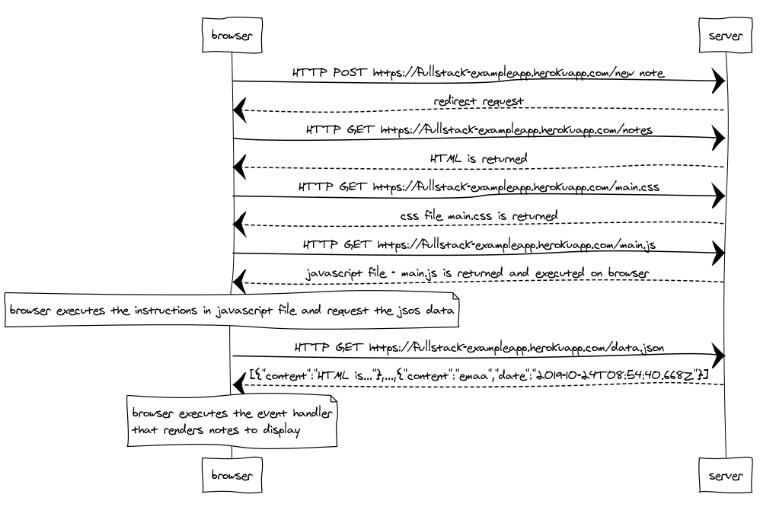 browser
server
HTTP POST https://fullstack-exampleapp.herokuapp.com/new note
redirect request
HTTP GET https://fullstack-exampleapp.herokuapp.com/notes
HTML is returned
HTTP GET https://fullstack-exampleapp.herokuapp.com/main.css
css file main.css is returned
HTTP GET https://fullstack-exampleapp.herokuapp.com/main.js
javascript file - main.js is returned and executed on browser
browser executes the instructions in javascript file and request the jsos data
HTTP GET https://fullstack-exampleapp.herokuapp.com/data.json
[{"content":"HTML is..."},...,{"content":"emaa","date":"2019-10-24T08:54:40.668Z"}]
browser executes the event handler
that renders notes to display
browser
server